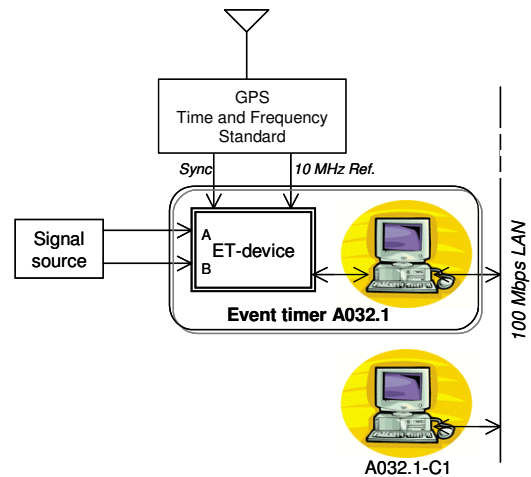 GPS
Time and Frequency
Standard
Sync
10 MHz Ref.
Signal
source
A
ET-device
B
Event timer A032.1
100 Mbps LAN
A032.1-C1